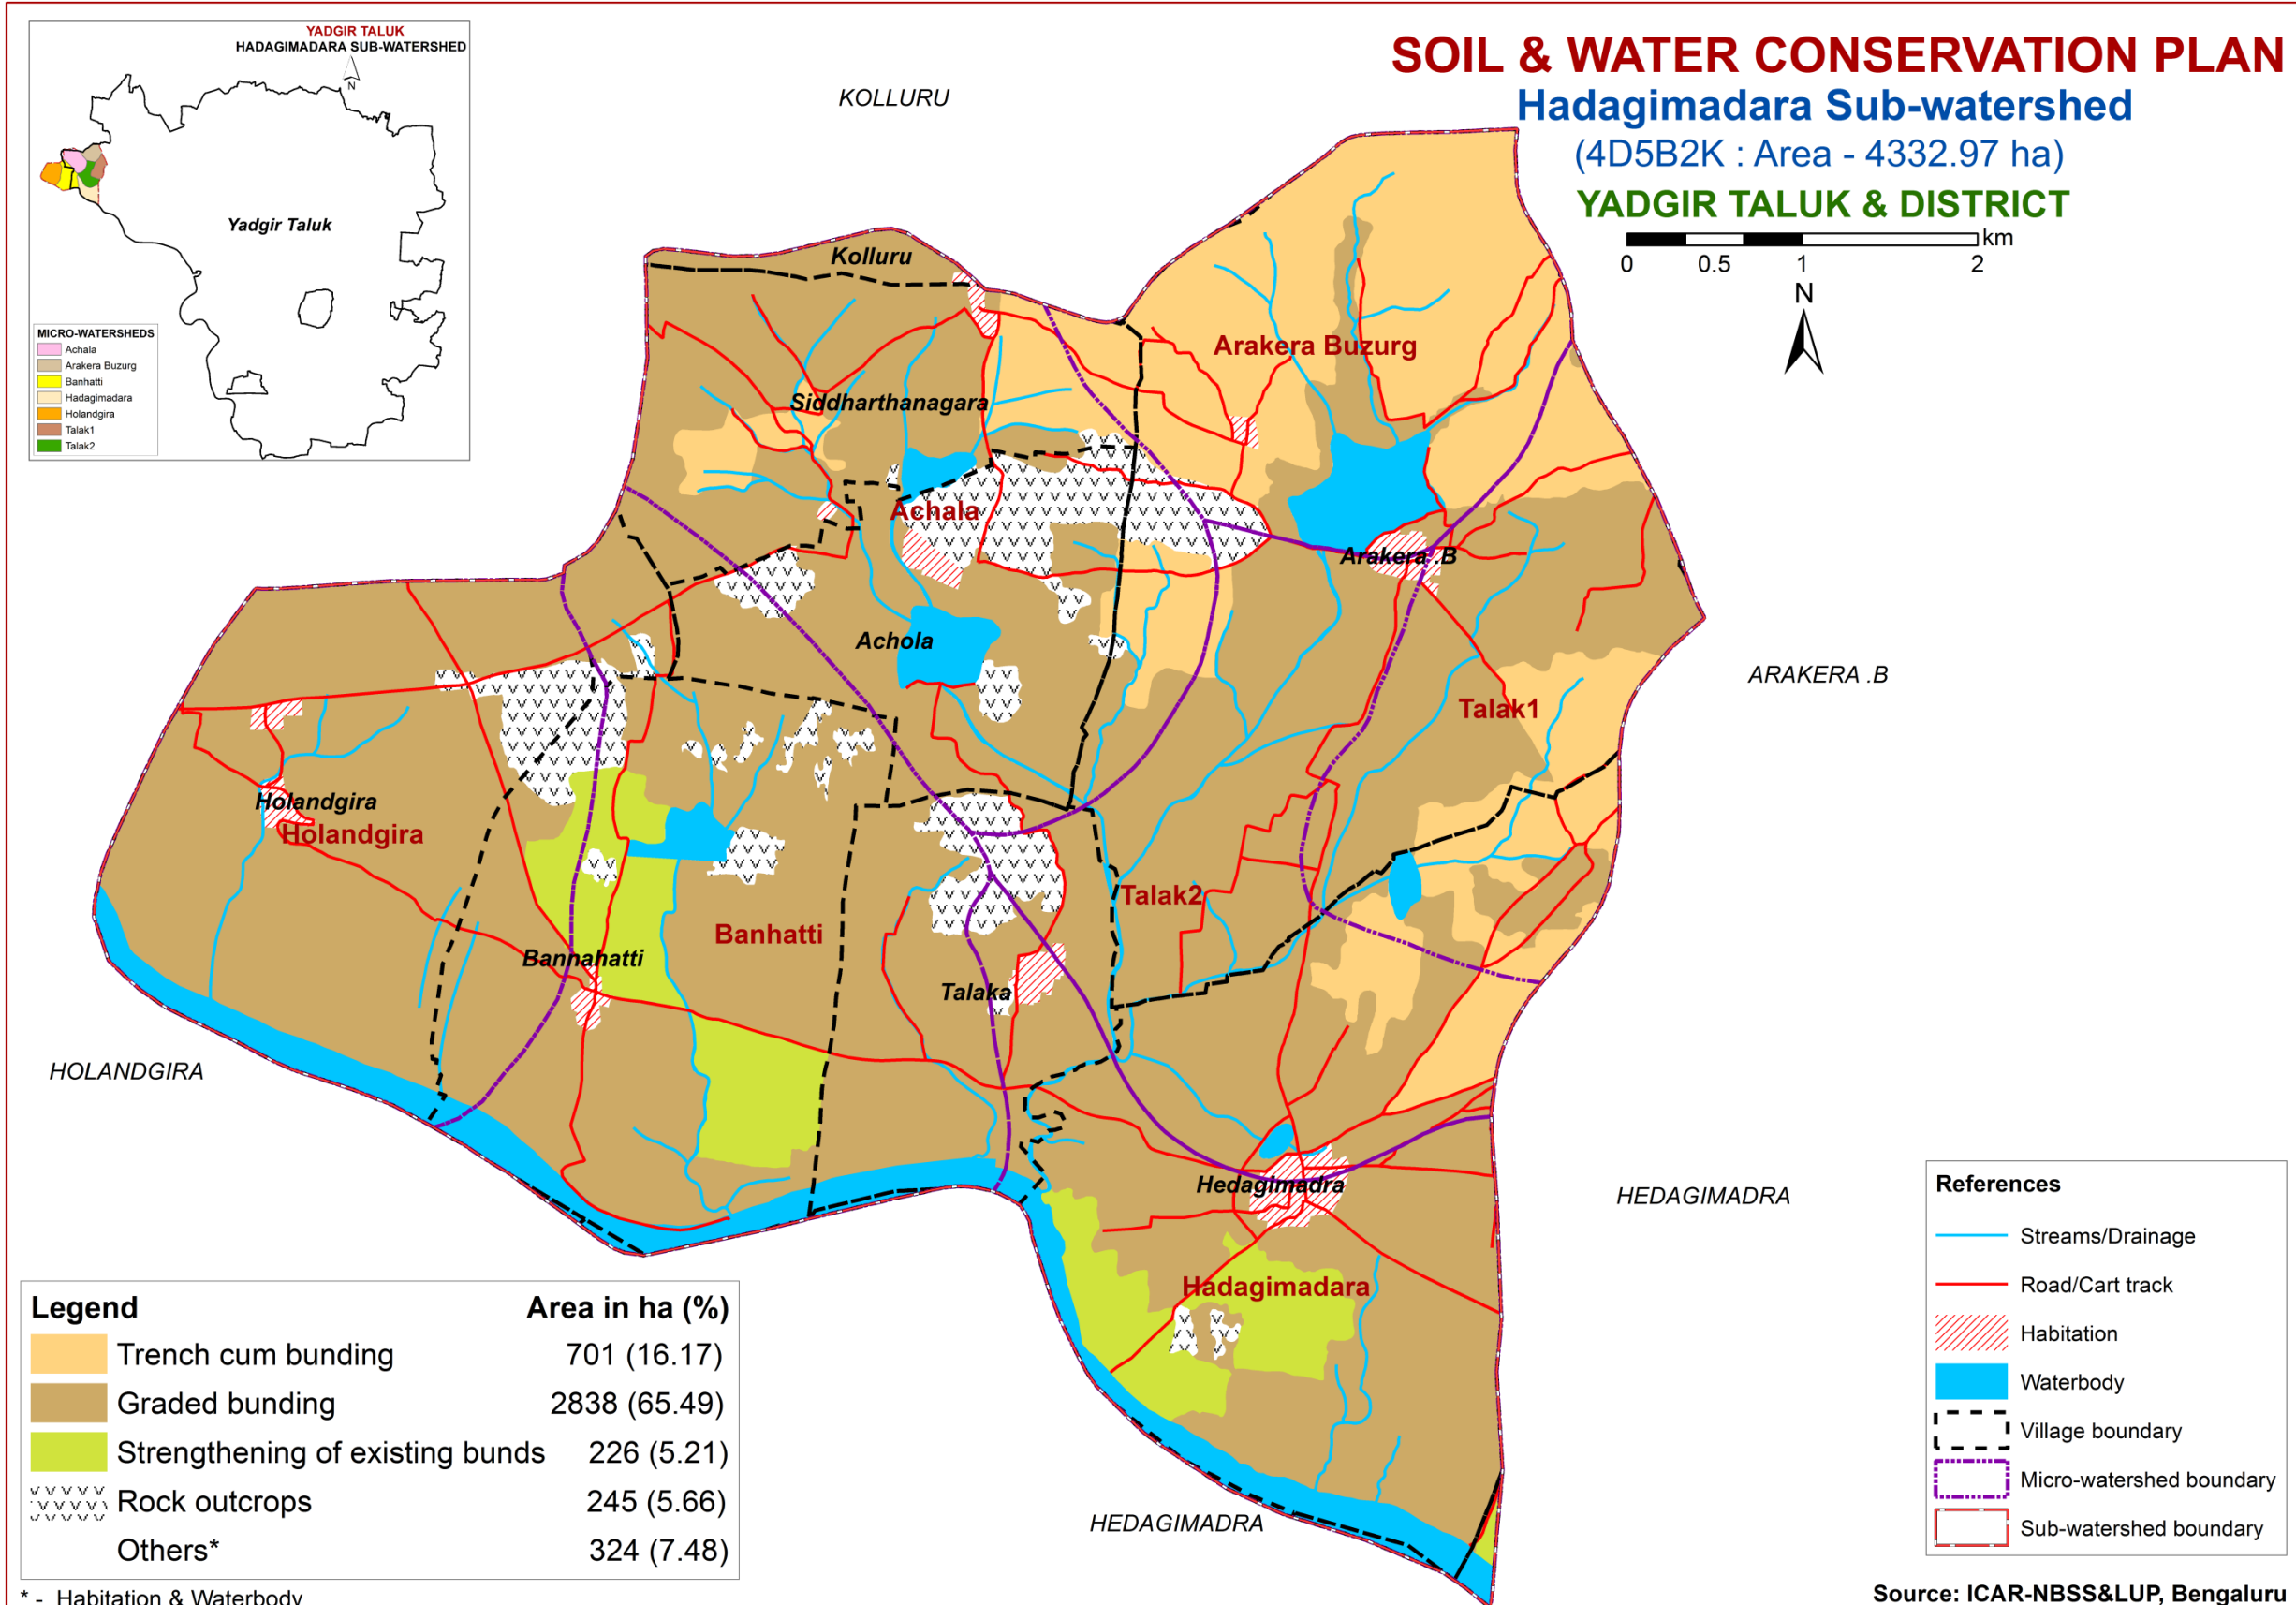 YADGIR TALUK
HADAGIMADARA SUB-WATERSHED
N
Yadgir Taluk
MICRO-WATERSHEDS
Achala
Arakera Buzurg
Banhatti
Hadagimadara
Holandgira
Talak1
Talak2
SOIL & WATER CONSERVATION PLAN
Hadagimadara Sub-watershed
(4D5B2K : Area - 4332.97 ha)
YADGIR TALUK & DISTRICT
km
0 0.5 1 2
N
KOLLURU
Kolluru
Arakera Buzurg
Siddharthanagara
Achala
Arakera .B
Achola
ARAKERA .B
Talak1
Holandgira
Holandgira
Talak2
Banhatti
Bannahatti
Talaka
HOLANDGIRA
Hedagimadra
HEDAGIMADRA
Hadagimadara
HEDAGIMADRA
Legend Area in ha (%)
Trench cum bunding 701 (16.17)
Graded bunding 2838 (65.49)
Strengthening of existing bunds 226 (5.21)
Rock outcrops 245 (5.66)
Others* 324 (7.48)
* - Habitation & Waterbody
References
Streams/Drainage
Road/Cart track
Habitation
Waterbody
Village boundary
Micro-watershed boundary
Sub-watershed boundary
Source: ICAR-NBSS&LUP, Bengaluru